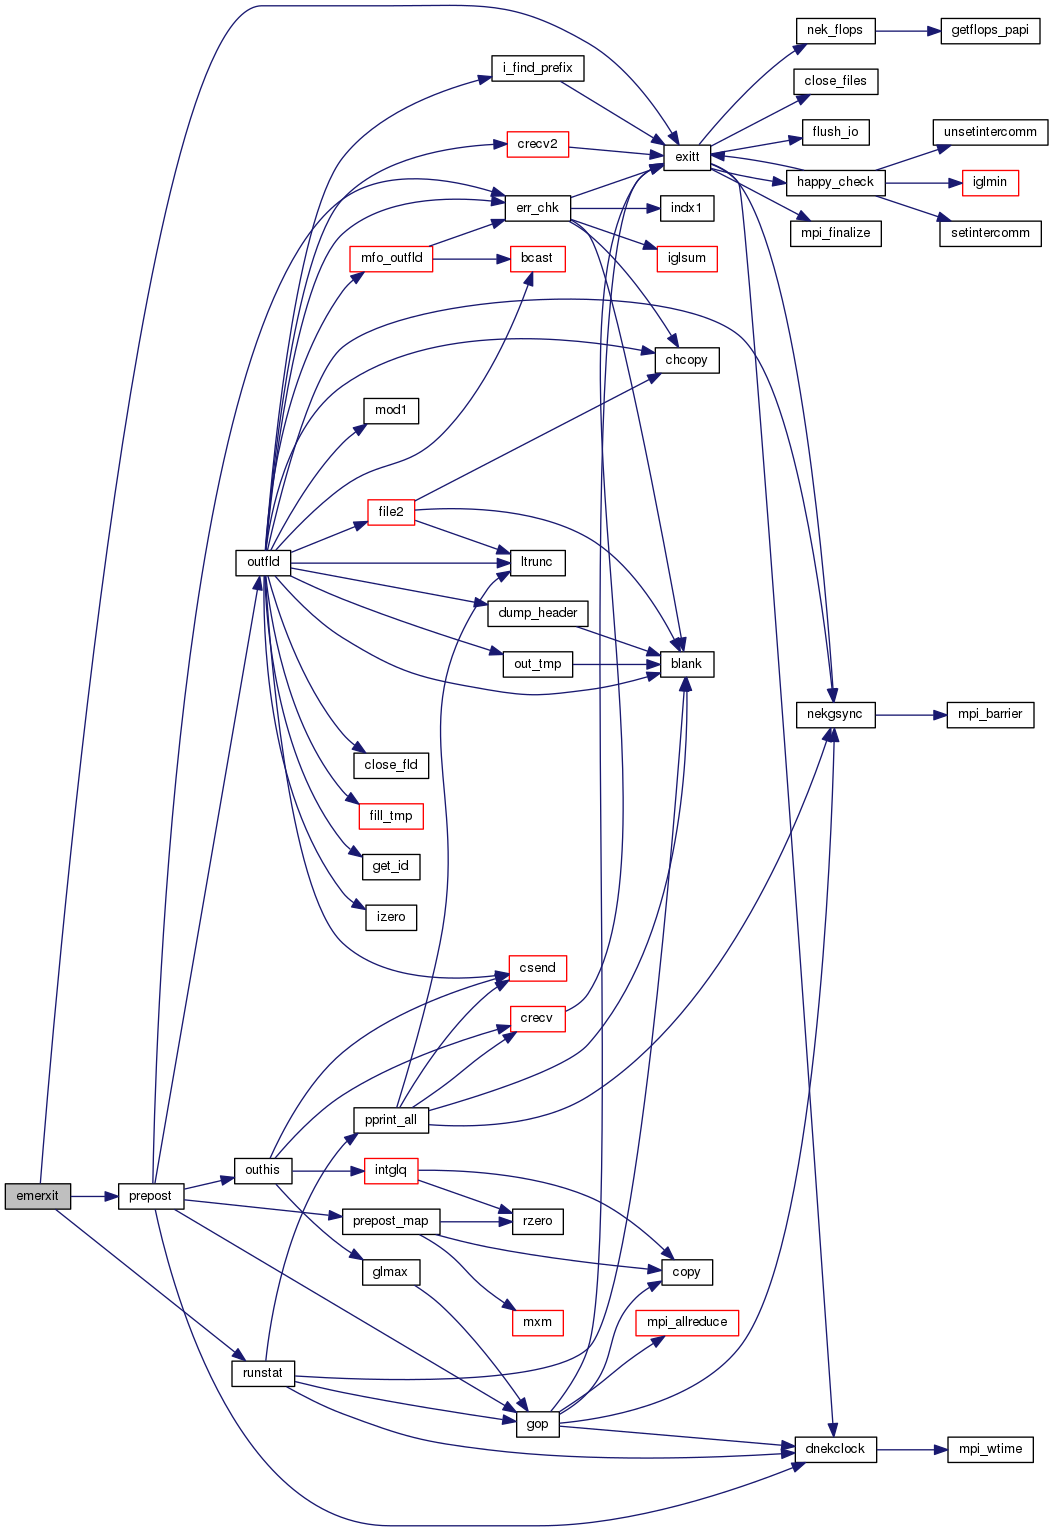 nek_flops
getflops_papi
i_find_prefix
close_files
crecv2
flush_io
unsetintercomm
exitt
happy_check
iglmin
err_chk
indx1
mpi_finalize
setintercomm
mfo_outfld
bcast
iglsum
chcopy
mod1
file2
outfld
ltrunc
dump_header
out_tmp
blank
nekgsync
mpi_barrier
close_fld
fill_tmp
get_id
izero
csend
crecv
pprint_all
outhis
intglq
emerxit
prepost
prepost_map
rzero
glmax
copy
mxm
mpi_allreduce
runstat
gop
dnekclock
mpi_wtime